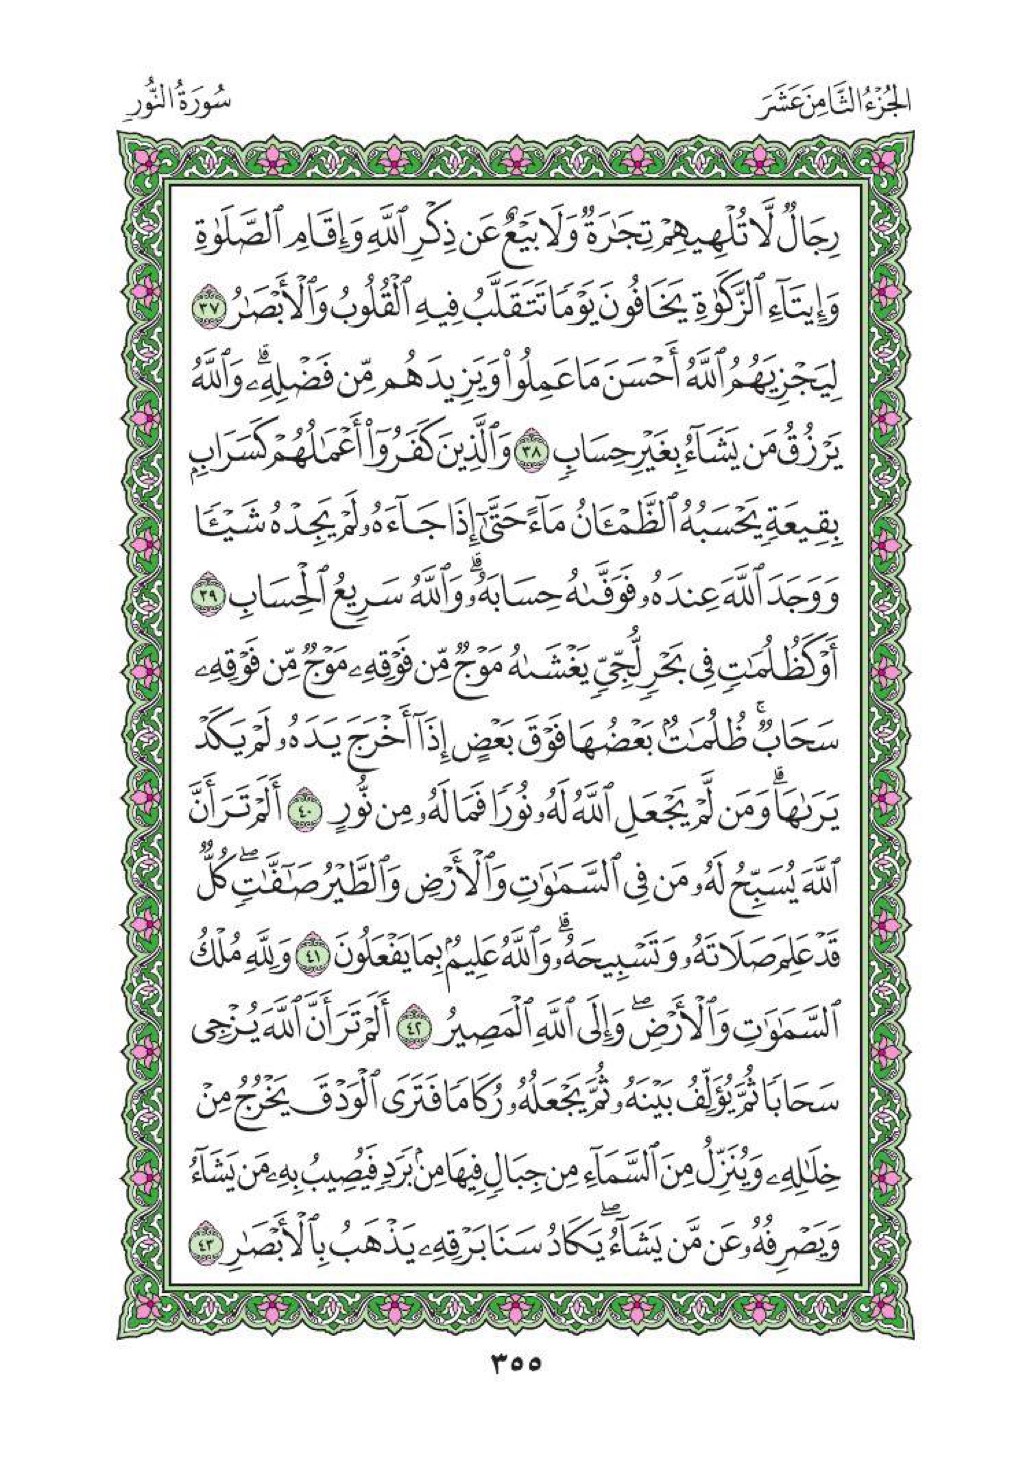 الجُزْءُ الثَّامِنَ عَشَرَ
سُورَةُ النُّورِ
رِجَالٌ لَّا تُلْهِيهِمْ تِجَٰرَةٌ وَلَا بَيْعٌ عَن ذِكْرِ ٱللَّهِ وَإِقَامِ ٱلصَّلَوٰةِ
وَإِيتَآءِ ٱلزَّكَوٰةِ يَخَافُونَ يَوْمًا تَتَقَلَّبُ فِيهِ ٱلْقُلُوبُ وَٱلْأَبْصَٰرُ ٣٧
لِيَجْزِيَهُمُ ٱللَّهُ أَحْسَنَ مَا عَمِلُوا۟ وَيَزِيدَهُم مِّن فَضْلِهِۦۗ وَٱللَّهُ
يَرْزُقُ مَن يَشَآءُ بِغَيْرِ حِسَابٍ ٣٨ وَٱلَّذِينَ كَفَرُوٓا۟ أَعْمَٰلُهُمْ كَسَرَابٍۭ
بِقِيعَةٍ يَحْسَبُهُ ٱلظَّمْـَٔانُ مَآءً حَتَّىٰٓ إِذَا جَآءَهُۥ لَمْ يَجِدْهُ شَيْـًٔا
وَوَجَدَ ٱللَّهَ عِندَهُۥ فَوَفَّىٰهُ حِسَابَهُۥۗ وَٱللَّهُ سَرِيعُ ٱلْحِسَابِ ٣٩
أَوْ كَظُلُمَٰتٍ فِى بَحْرٍ لُّجِّىٍّ يَغْشَىٰهُ مَوْجٌ مِّن فَوْقِهِۦ مَوْجٌ مِّن فَوْقِهِۦ
سَحَابٌۚ ظُلُمَٰتٌۢ بَعْضُهَا فَوْقَ بَعْضٍ إِذَآ أَخْرَجَ يَدَهُۥ لَمْ يَكَدْ
يَرَىٰهَاۗ وَمَن لَّمْ يَجْعَلِ ٱللَّهُ لَهُۥ نُورًا فَمَا لَهُۥ مِن نُّورٍ ٤٠ أَلَمْ تَرَ أَنَّ
ٱللَّهَ يُسَبِّحُ لَهُۥ مَن فِى ٱلسَّمَٰوَٰتِ وَٱلْأَرْضِ وَٱلطَّيْرُ صَٰٓفَّٰتٍۖ كُلٌّ
قَدْ عَلِمَ صَلَاتَهُۥ وَتَسْبِيحَهُۥۗ وَٱللَّهُ عَلِيمٌۢ بِمَا يَفْعَلُونَ ٤١ وَلِلَّهِ مُلْكُ
ٱلسَّمَٰوَٰتِ وَٱلْأَرْضِۖ وَإِلَى ٱللَّهِ ٱلْمَصِيرُ ٤٢ أَلَمْ تَرَ أَنَّ ٱللَّهَ يُزْجِى
سَحَابًا ثُمَّ يُؤَلِّفُ بَيْنَهُۥ ثُمَّ يَجْعَلُهُۥ رُكَامًا فَتَرَى ٱلْوَدْقَ يَخْرُجُ مِنْ
خِلَٰلِهِۦ وَيُنَزِّلُ مِنَ ٱلسَّمَآءِ مِن جِبَالٍ فِيهَا مِنۢ بَرَدٍ فَيُصِيبُ بِهِۦ مَن يَشَآءُ
وَيَصْرِفُهُۥ عَن مَّن يَشَآءُۖ يَكَادُ سَنَا بَرْقِهِۦ يَذْهَبُ بِٱلْأَبْصَٰرِ ٤٣
٣٥٥